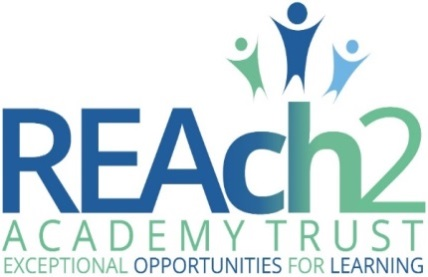 REAch2
ACADEMY TRUST
EXCEPTIONAL OPPORTUNITIES FOR LEARNING